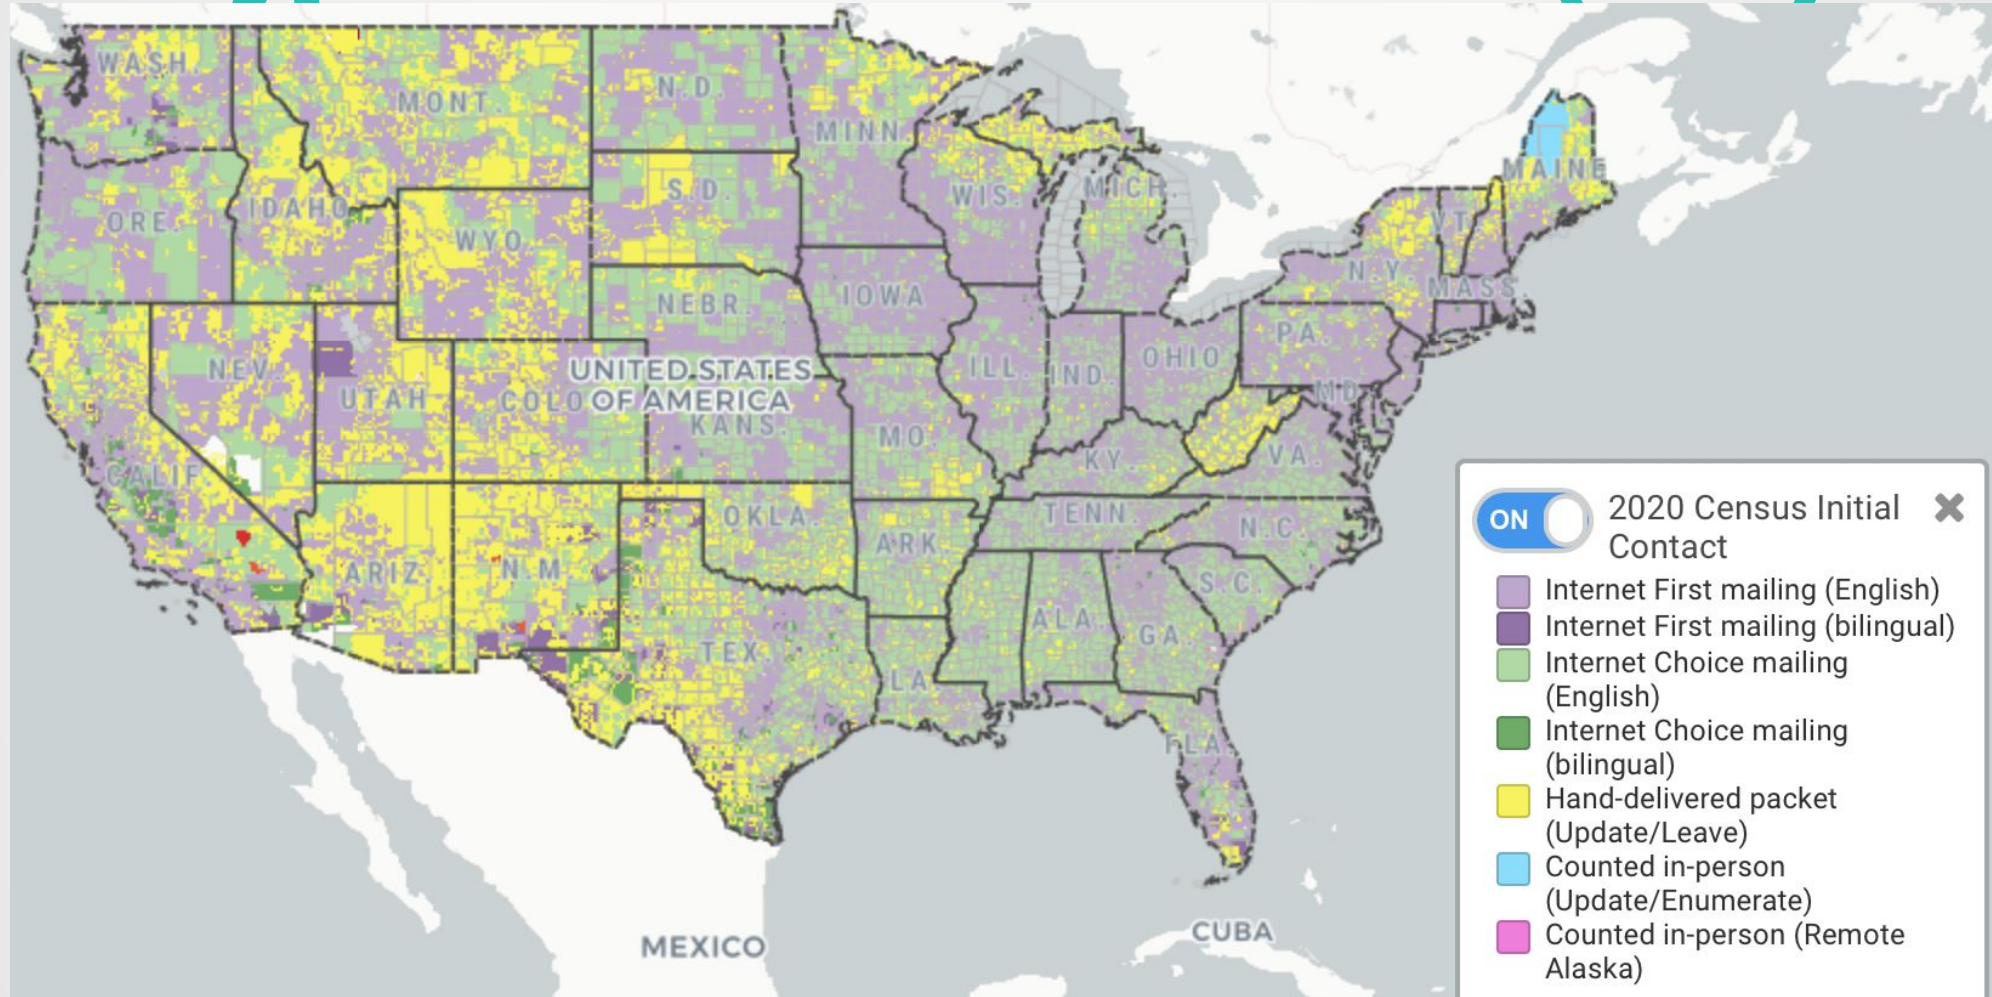 WASH.
MONT.
N.D.
MINN.
ORE.
IDAHO
WYO.
S.D.
WIS.
MICH.
MAINE
VT.
N.Y.
MASS.
NEBR.
IOWA
NEV.
UTAH
COLO.
UNITED STATES
OF AMERICA
KANS.
ILL.
IND.
OHIO
PA.
MD.
CALIF.
MO.
KY.
VA.
ARIZ.
N.M.
OKLA.
ARK.
TENN.
N.C.
S.C.
TEX.
LA.
ALA.
GA.
FLA.
MEXICO
CUBA
ON
2020 Census Initial
Contact
Internet First mailing (English)
Internet First mailing (bilingual)
Internet Choice mailing
(English)
Internet Choice mailing
(bilingual)
Hand-delivered packet
(Update/Leave)
Counted in-person
(Update/Enumerate)
Counted in-person (Remote
Alaska)